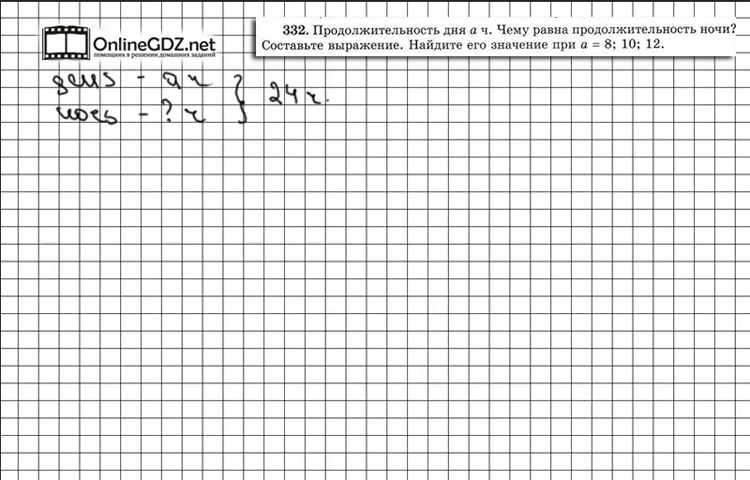 OnlineGDZ.net
помощник в решении домашних заданий
332. Продолжительность дня a ч. Чему равна продолжительность ночи?
Составьте выражение. Найдите его значение при a = 8; 10; 12.
день – a ч
ночь – ? ч } 24 ч.